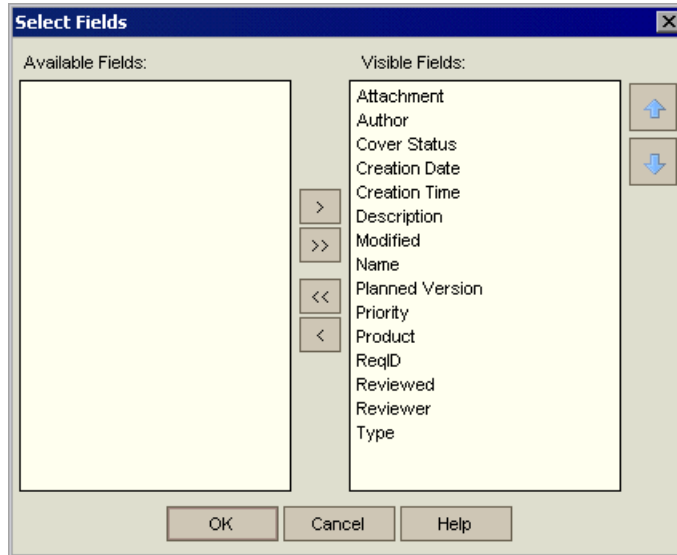 Select Fields
Available Fields:
Visible Fields:
Attachment
Author
Cover Status
Creation Date
Creation Time
Description
Modified
Name
Planned Version
Priority
Product
ReqID
Reviewed
Reviewer
Type
>
>>
<<
<
OK
Cancel
Help